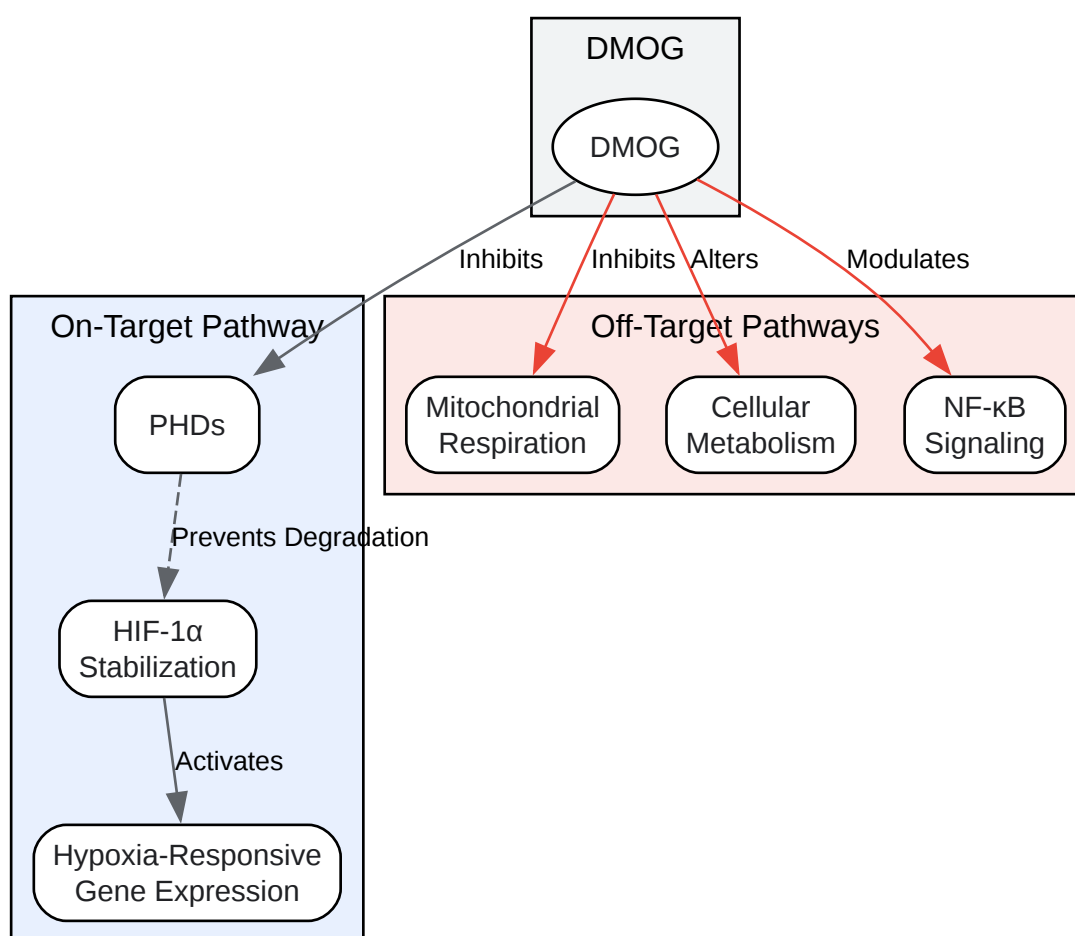 DMOG
DMOG
Inhibits
Inhibits
Alters
Modulates
On-Target Pathway
Off-Target Pathways
PHDs
Mitochondrial
Respiration
Cellular
Metabolism
NF-κB
Signaling
Prevents Degradation
HIF-1α
Stabilization
Activates
Hypoxia-Responsive
Gene Expression